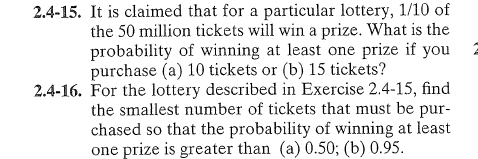 2.4-15. It is claimed that for a particular lottery, 1/10 of
the 50 million tickets will win a prize. What is the
probability of winning at least one prize if you
purchase (a) 10 tickets or (b) 15 tickets?
2.4-16. For the lottery described in Exercise 2.4-15, find
the smallest number of tickets that must be pur-
chased so that the probability of winning at least
one prize is greater than (a) 0.50; (b) 0.95.